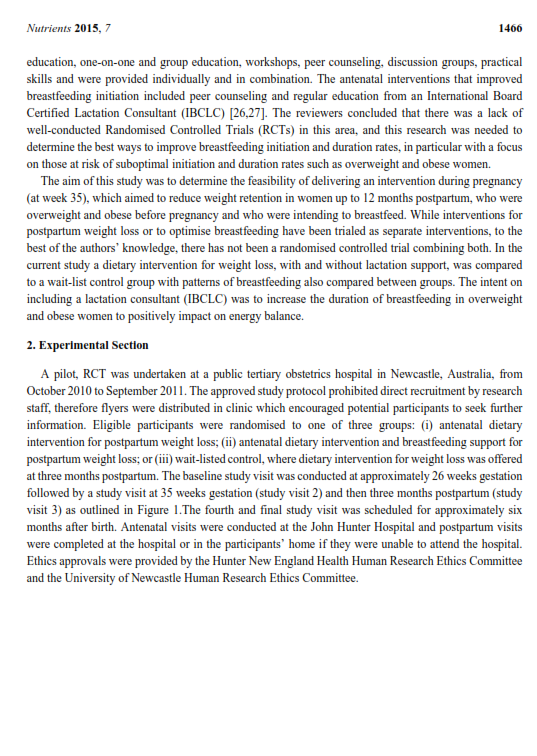 Nutrients 2015, 7
1466
education, one-on-one and group education, workshops, peer counseling, discussion groups, practical
skills and were provided individually and in combination. The antenatal interventions that improved
breastfeeding initiation included peer counseling and regular education from an International Board
Certified Lactation Consultant (IBCLC) [26,27]. The reviewers concluded that there was a lack of
well-conducted Randomised Controlled Trials (RCTs) in this area, and this research was needed to
determine the best ways to improve breastfeeding initiation and duration rates, in particular with a focus
on those at risk of suboptimal initiation and duration rates such as overweight and obese women.
The aim of this study was to determine the feasibility of delivering an intervention during pregnancy
(at week 35), which aimed to reduce weight retention in women up to 12 months postpartum, who were
overweight and obese before pregnancy and who were intending to breastfeed. While interventions for
postpartum weight loss or to optimise breastfeeding have been trialed as separate interventions, to the
best of the authors' knowledge, there has not been a randomised controlled trial combining both. In the
current study a dietary intervention for weight loss, with and without lactation support, was compared
to a wait-list control group with patterns of breastfeeding also compared between groups. The intent on
including a lactation consultant (IBCLC) was to increase the duration of breastfeeding in overweight
and obese women to positively impact on energy balance.
2. Experimental Section
A pilot, RCT was undertaken at a public tertiary obstetrics hospital in Newcastle, Australia, from
October 2010 to September 2011. The approved study protocol prohibited direct recruitment by research
staff, therefore flyers were distributed in clinic which encouraged potential participants to seek further
information. Eligible participants were randomised to one of three groups: (i) antenatal dietary
intervention for postpartum weight loss; (ii) antenatal dietary intervention and breastfeeding support for
postpartum weight loss; or (iii) wait-listed control, where dietary intervention for weight loss was offered
at three months postpartum. The baseline study visit was conducted at approximately 26 weeks gestation
followed by a study visit at 35 weeks gestation (study visit 2) and then three months postpartum (study
visit 3) as outlined in Figure 1.The fourth and final study visit was scheduled for approximately six
months after birth. Antenatal visits were conducted at the John Hunter Hospital and postpartum visits
were completed at the hospital or in the participants' home if they were unable to attend the hospital.
Ethics approvals were provided by the Hunter New England Health Human Research Ethics Committee
and the University of Newcastle Human Research Ethics Committee.